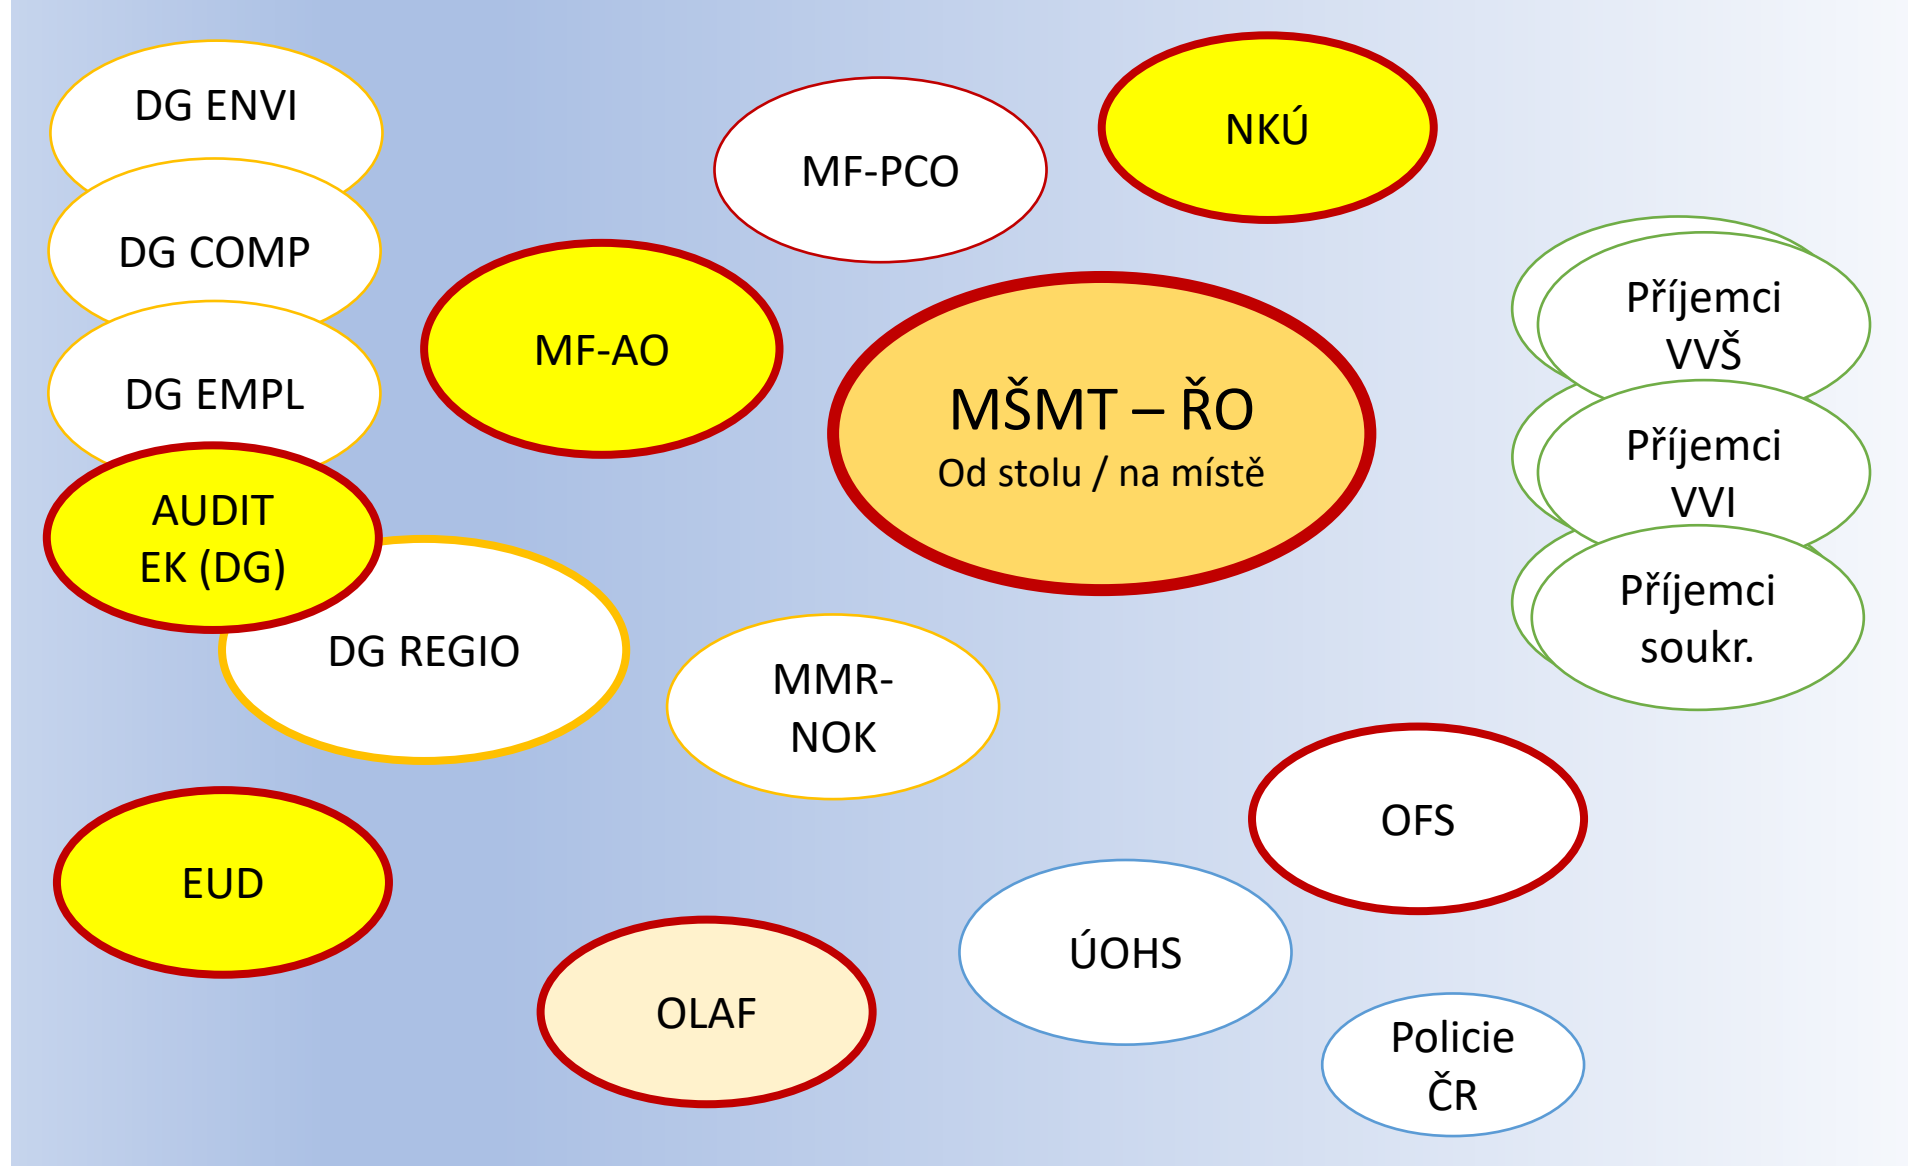 DG ENVI
DG COMP
DG EMPL
AUDIT
EK (DG)
DG REGIO
EUD
MF-AO
MF-PCO
NKÚ
MŠMT – ŘO
Od stolu / na místě
MMR-
NOK
OLAF
ÚOHS
OFS
Policie
ČR
Příjemci
VVŠ
Příjemci
VVI
Příjemci
soukr.